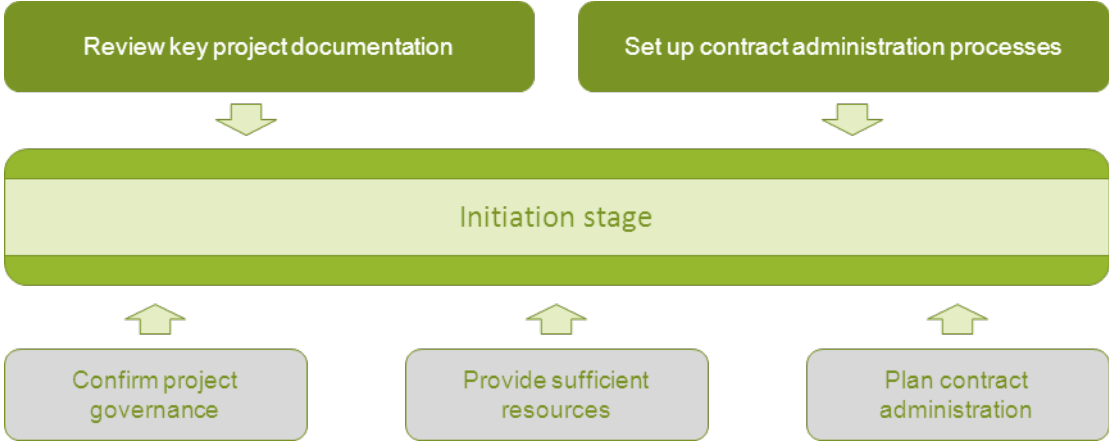 Review key project documentation
Set up contract administration processes
Initiation stage
Confirm project
governance
Provide sufficient
resources
Plan contract
administration